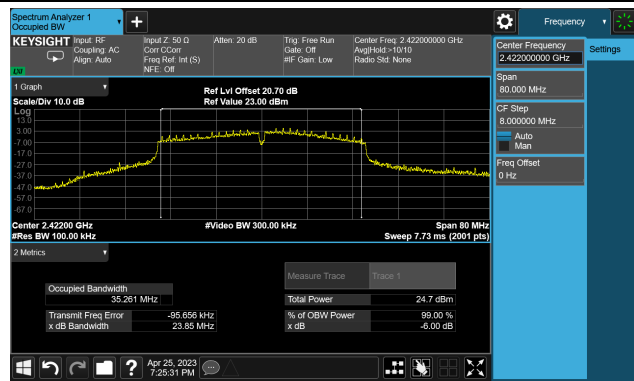 Spectrum Analyzer 1
Occupied BW
+
Frequency
KEYSIGHT
Input: RF
Coupling: AC
Align: Auto
Input Z: 50 Ω
Corr CCorr
Freq Ref: Int (S)
NFE: Off
Atten: 20 dB
Trig: Free Run
Gate: Off
#IF Gain: Low
Center Freq: 2.422000000 GHz
Avg|Hold:>10/10
Radio Std: None
LXI
Center Frequency
2.422000000 GHz
Settings
Span
80.000 MHz
CF Step
8.000000 MHz
Auto
Man
Freq Offset
0 Hz
1 Graph
Scale/Div 10.0 dB
Ref Lvl Offset 20.70 dB
Ref Value 23.00 dBm
Log
13.0
3.00
-7.00
-17.0
-27.0
-37.0
-47.0
-57.0
-67.0
Center 2.42200 GHz
#Res BW 100.00 kHz
#Video BW 300.00 kHz
Span 80 MHz
Sweep 7.73 ms (2001 pts)
2 Metrics
Measure Trace
Trace 1
Occupied Bandwidth
35.261 MHz
Total Power
24.7 dBm
Transmit Freq Error
-95.656 kHz
% of OBW Power
99.00 %
x dB Bandwidth
23.85 MHz
x dB
-6.00 dB
?
Apr 25, 2023
7:25:31 PM